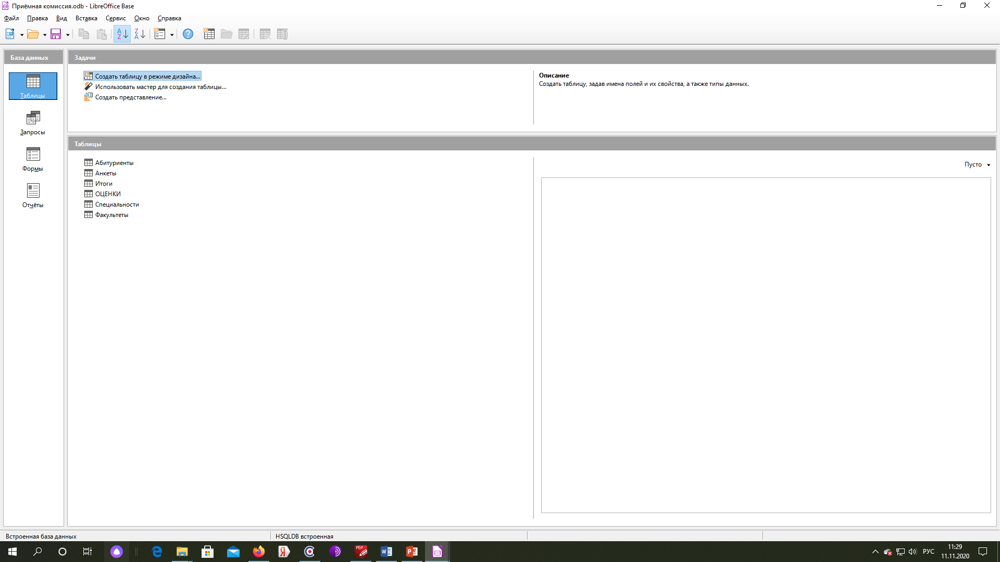 Приёмная комиссия.odb - LibreOffice Base
Файл Правка Вид Вставка Сервис Окно Справка
База данных
Таблицы
Запросы
Формы
Отчёты
Задачи
Создать таблицу в режиме дизайна...
Использовать мастер для создания таблицы...
Создать представление...
Описание
Создать таблицу, задав имена полей и их свойства, а также типы данных.
Таблицы
Абитуриенты
Анкеты
Итоги
ОЦЕНКИ
Специальности
Факультеты
Пусто
Встроенная база данных HSQLDB встроенная
РУС
11:29
11.11.2020